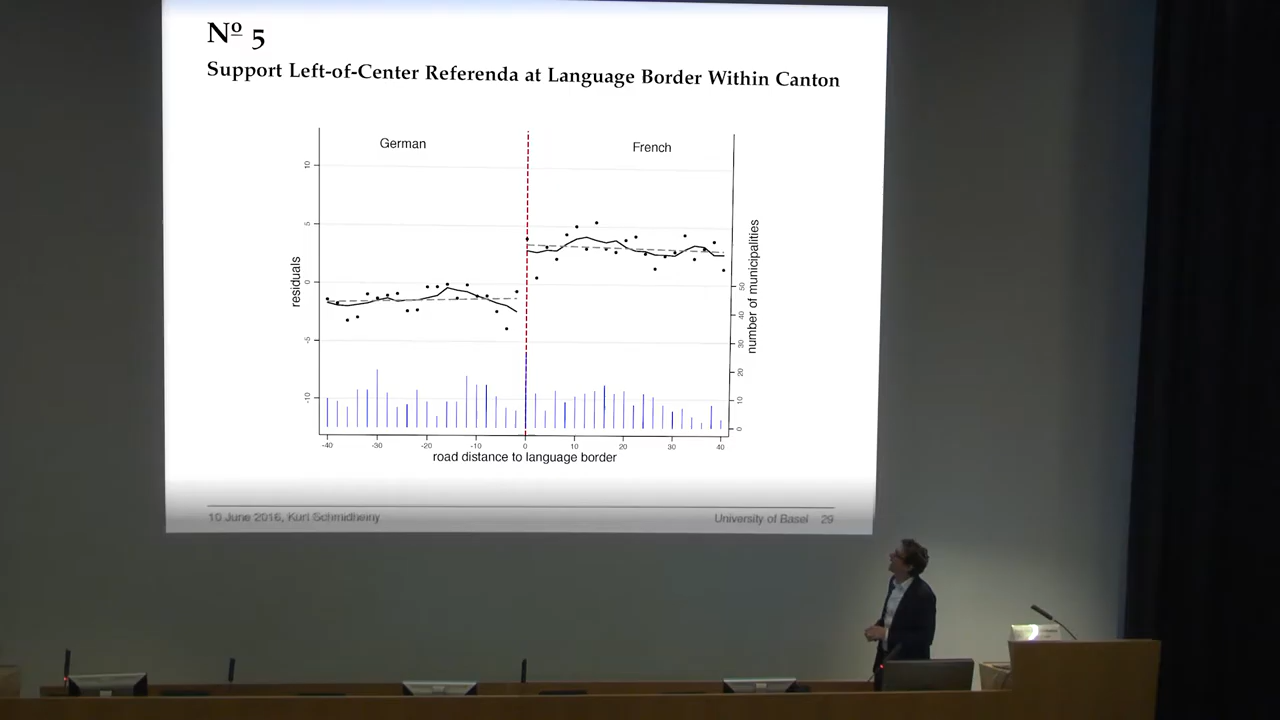 Nº 5
Support Left-of-Center Referenda at Language Border Within Canton
German
French
residuals
10
5
0
-5
-10
number of municipalities
50
40
30
20
10
0
-40
-30
-20
-10
0
10
20
30
40
road distance to language border
10 June 2016, Kurt Schmidheiny
University of Basel 29